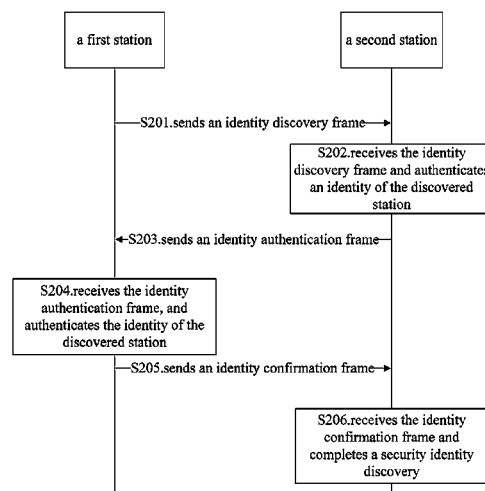 a first station
a second station
S201.sends an identity discovery frame
S202.receives the identity
discovery frame and authenticates
an identity of the discovered
station
S203.sends an identity authentication frame
S204.receives the identity
authentication frame, and
authenticates the identity of the
discovered station
S205.sends an identity confirmation frame
S206.receives the identity
confirmation frame and
completes a security identity
discovery